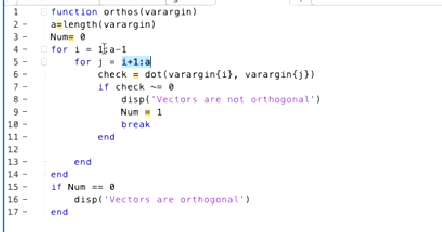 1 function orthos(varargin)
2 a=length(varargin)
3 Num= 0
4 for i = 1:a-1
5 for j = i+1:a
6 check = dot(varargin{i}, varargin{j})
7 if check ~= 0
8 disp("Vectors are not orthogonal")
9 Num = 1
10 break
11 end
12
13 end
14 end
15 if Num == 0
16 disp('Vectors are orthogonal')
17 end